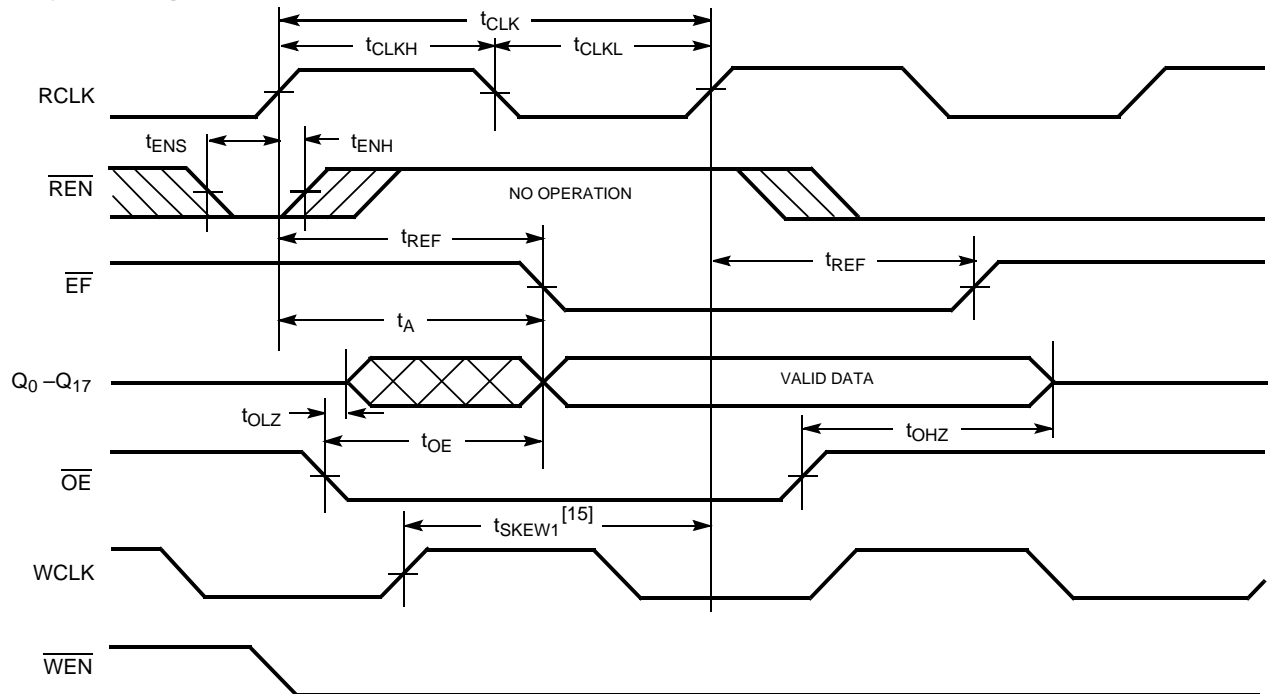 tCLK
tCLKH
tCLKL
RCLK
tENS
tENH
REN
NO OPERATION
tREF
tREF
EF
tA
Q0 –Q17
VALID DATA
tOLZ
tOE
tOHZ
OE
tSKEW1[15]
WCLK
WEN